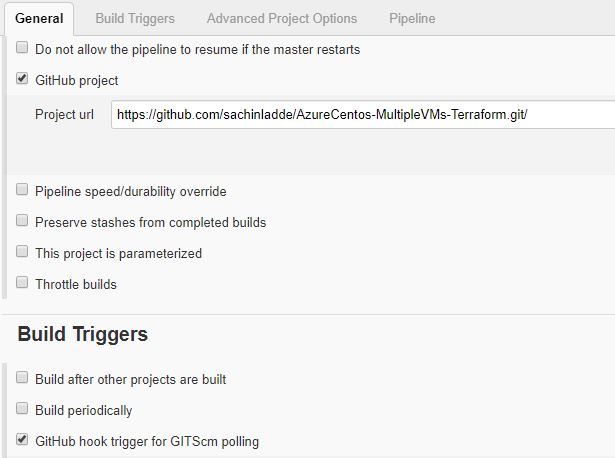 General Build Triggers Advanced Project Options Pipeline
Do not allow the pipeline to resume if the master restarts
GitHub project
Project url https://github.com/sachinladde/AzureCentos-MultipleVMs-Terraform.git/
Pipeline speed/durability override
Preserve stashes from completed builds
This project is parameterized
Throttle builds
Build Triggers
Build after other projects are built
Build periodically
GitHub hook trigger for GITScm polling